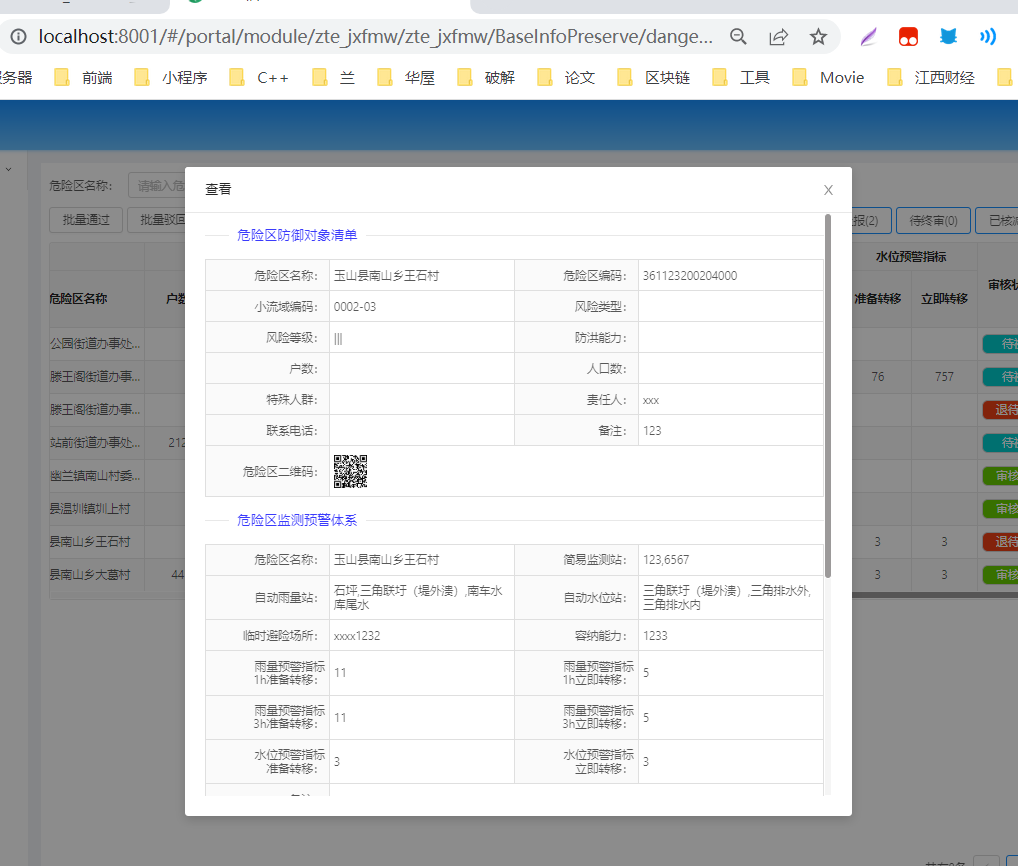 localhost:8001/#/portal/module/zte_jxfmw/zte_jxfmw/BaseInfoPreserve/dange...
务器 前端 小程序 C++ 兰 华屋 破解 论文 区块链 工具 Movie 江西财经
查看 X
危险区名称: 请输入危
批量通过 批量驳回 报(2) 待终审(0) 已核
水位预警指标
危险区名称 户数 准备转移 立即转移 审核状
公园街道办事处... 待
滕王阁街道办事... 76 757 待
滕王阁街道办事... 退待
站前街道办事处... 212 待
幽兰镇南山村委... 审核
县温圳镇圳上村 审核
县南山乡王石村 3 3 退待
县南山乡大墓村 44 3 3 审核
危险区防御对象清单
危险区名称: 玉山县南山乡王石村 危险区编码: 361123200204000
小流域编码: 0002-03 风险类型:
风险等级: ||| 防洪能力:
户数: 人口数:
特殊人群: 责任人: xxx
联系电话: 备注: 123
危险区二维码:
危险区监测预警体系
危险区名称: 玉山县南山乡王石村 简易监测站: 123,6567
自动雨量站: 石坪,三角联圩（堤外溃）,南车水
库尾水
自动水位站: 三角联圩（堤外溃）,三角排水外,
三角排水内
临时避险场所: xxxx1232 容纳能力: 1233
雨量预警指标
1h准备转移: 11
雨量预警指标
1h立即转移: 5
雨量预警指标
3h准备转移: 11
雨量预警指标
3h立即转移: 5
水位预警指标
准备转移: 3
水位预警指标
立即转移: 3